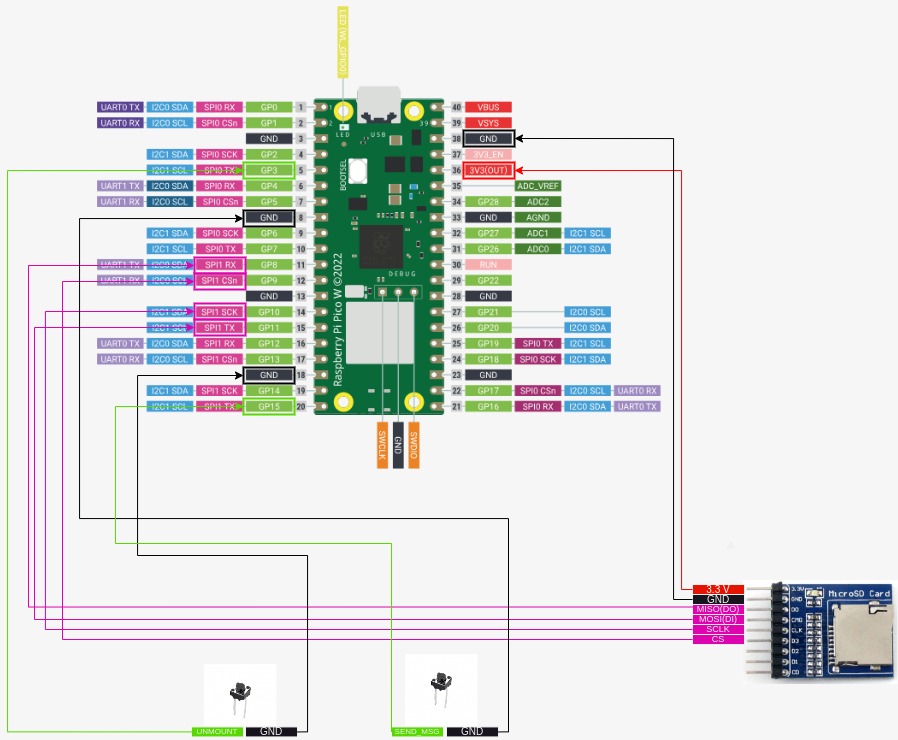 LED (WL_GPIO0)
UART0 TX I2C0 SDA SPI0 RX GP0 1 40 VBUS
UART0 RX I2C0 SCL SPI0 CSn GP1 2 39 VSYS
GND 3 38 GND
I2C1 SDA SPI0 SCK GP2 4 37 3V3_EN
I2C1 SCL SPI0 TX GP3 5 36 3V3(OUT)
UART1 TX I2C0 SDA SPI0 RX GP4 6 35 ADC_VREF
UART1 RX I2C0 SCL SPI0 CSn GP5 7 34 GP28 ADC2
GND 8 33 GND AGND
I2C1 SDA SPI0 SCK GP6 9 32 GP27 ADC1 I2C1 SCL
I2C1 SCL SPI0 TX GP7 10 31 GP26 ADC0 I2C1 SDA
UART1 TX I2C0 SDA SPI1 RX GP8 11 30 RUN
UART1 RX I2C0 SCL SPI1 CSn GP9 12 29 GP22
GND 13 28 GND
I2C1 SDA SPI1 SCK GP10 14 27 GP21 I2C0 SCL
I2C1 SCL SPI1 TX GP11 15 26 GP20 I2C0 SDA
UART0 TX I2C0 SDA SPI1 RX GP12 16 25 GP19 SPI0 TX I2C1 SCL
UART0 RX I2C0 SCL SPI1 CSn GP13 17 24 GP18 SPI0 SCK I2C1 SDA
GND 18 23 GND
I2C1 SDA SPI1 SCK GP14 19 22 GP17 SPI0 CSn I2C0 SCL UART0 RX
I2C1 SCL SPI1 TX GP15 20 21 GP16 SPI0 RX I2C0 SDA UART0 TX
1
2
39
LED
USB
BOOTSEL
DEBUG
Raspberry Pi Pico W ©2022
SWCLK
GND
SWDIO
3.3 V
GND
MISO(DO)
MOSI(DI)
SCLK
CS
MicroSD Card
3.3V
GND
DO
CMD
CLK
D3
D2
D1
CD
UNMOUNT GND
SEND_MSG GND